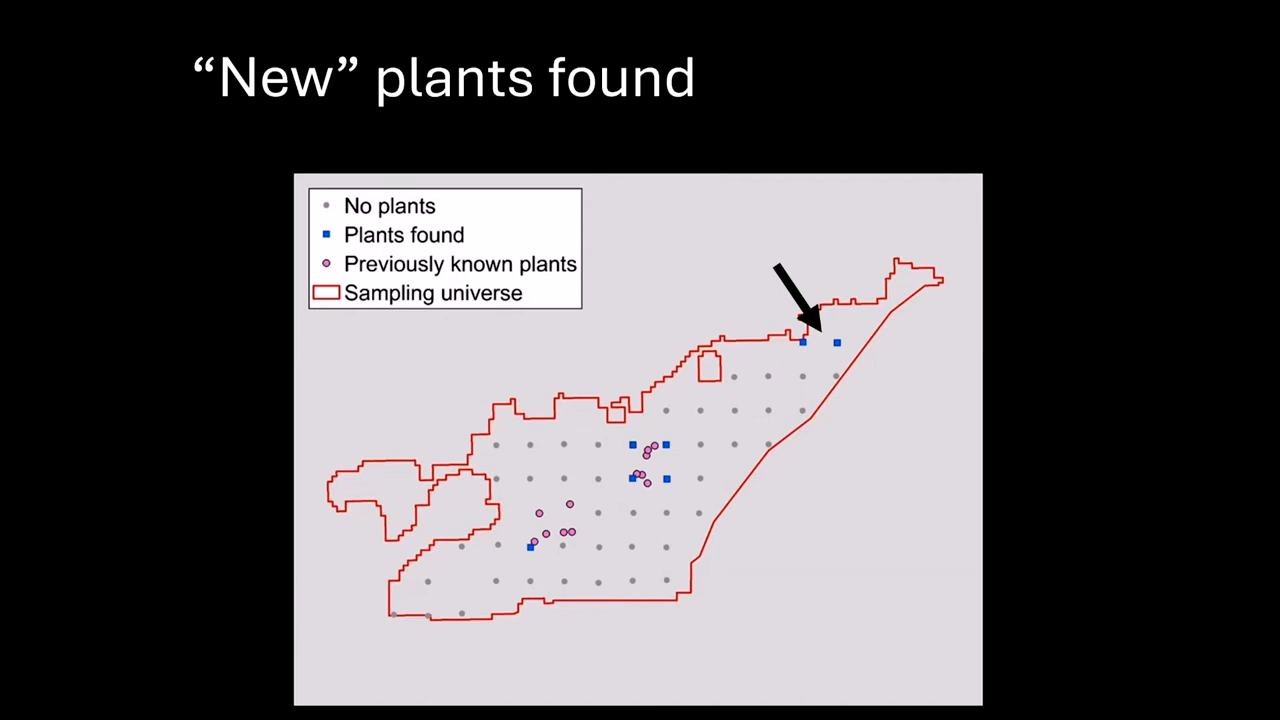 “New” plants found
No plants
Plants found
Previously known plants
Sampling universe